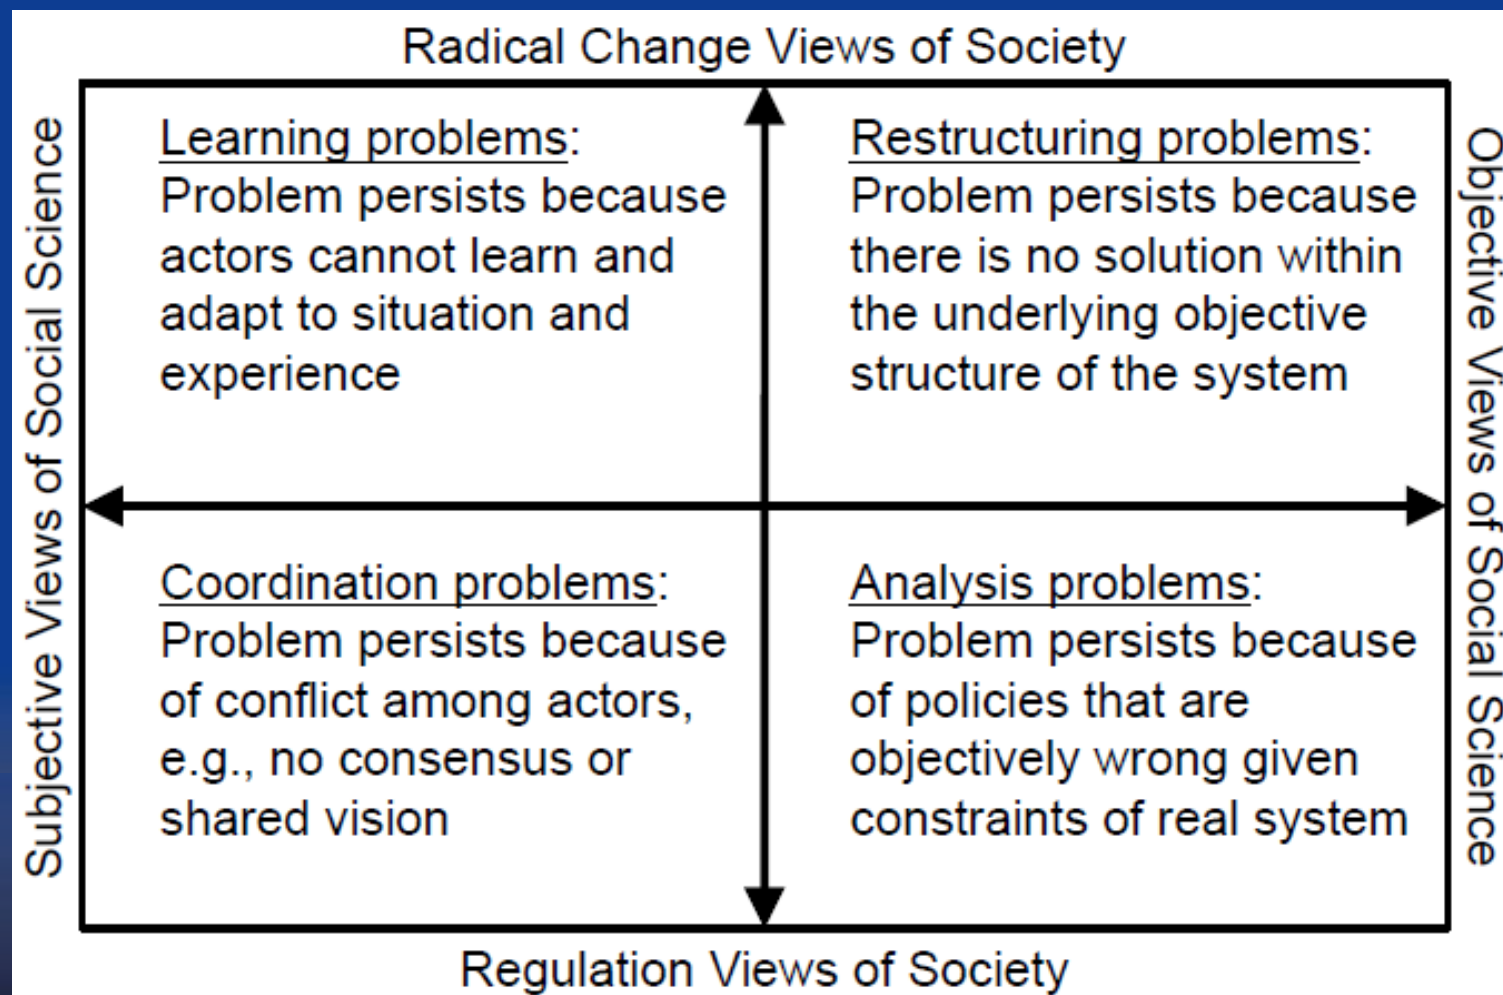 Radical Change Views of Society
Subjective Views of Social Science
Learning problems:
Problem persists because
actors cannot learn and
adapt to situation and
experience
Restructuring problems:
Problem persists because
there is no solution within
the underlying objective
structure of the system
Objective Views of Social Science
Coordination problems:
Problem persists because
of conflict among actors,
e.g., no consensus or
shared vision
Analysis problems:
Problem persists because
of policies that are
objectively wrong given
constraints of real system
Regulation Views of Society